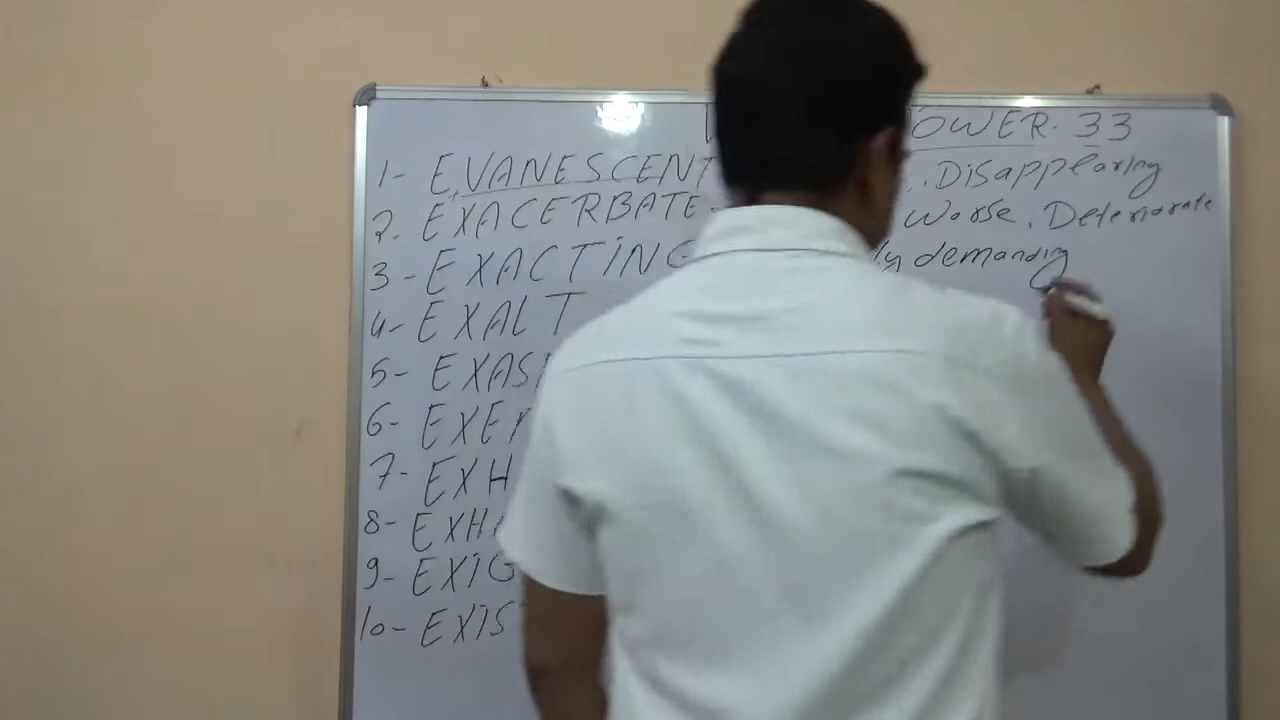 OWER. 33
1- EVANESCENT . Disappearing
2. EXACERBATE - Worse. Deteriorate
3- EXACTING ly demanding
4- EXALT
5- EXAS
6- EXE
7- EXH
8- EXH
9- EXIG
10- EXIS